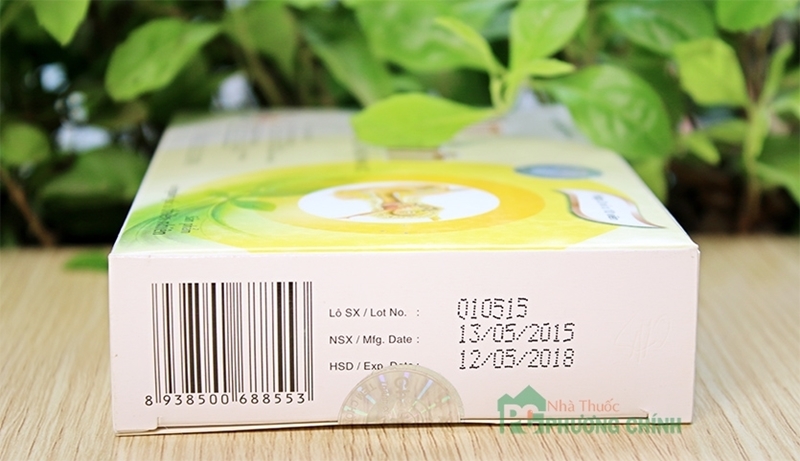 Lô SX / Lot No. : 010515
NSX / Mfg. Date : 13/05/2015
HSD / Exp. Date : 12/05/2018
8 938500 688553
Nhà Thuốc
PHƯƠNG CHÍNH